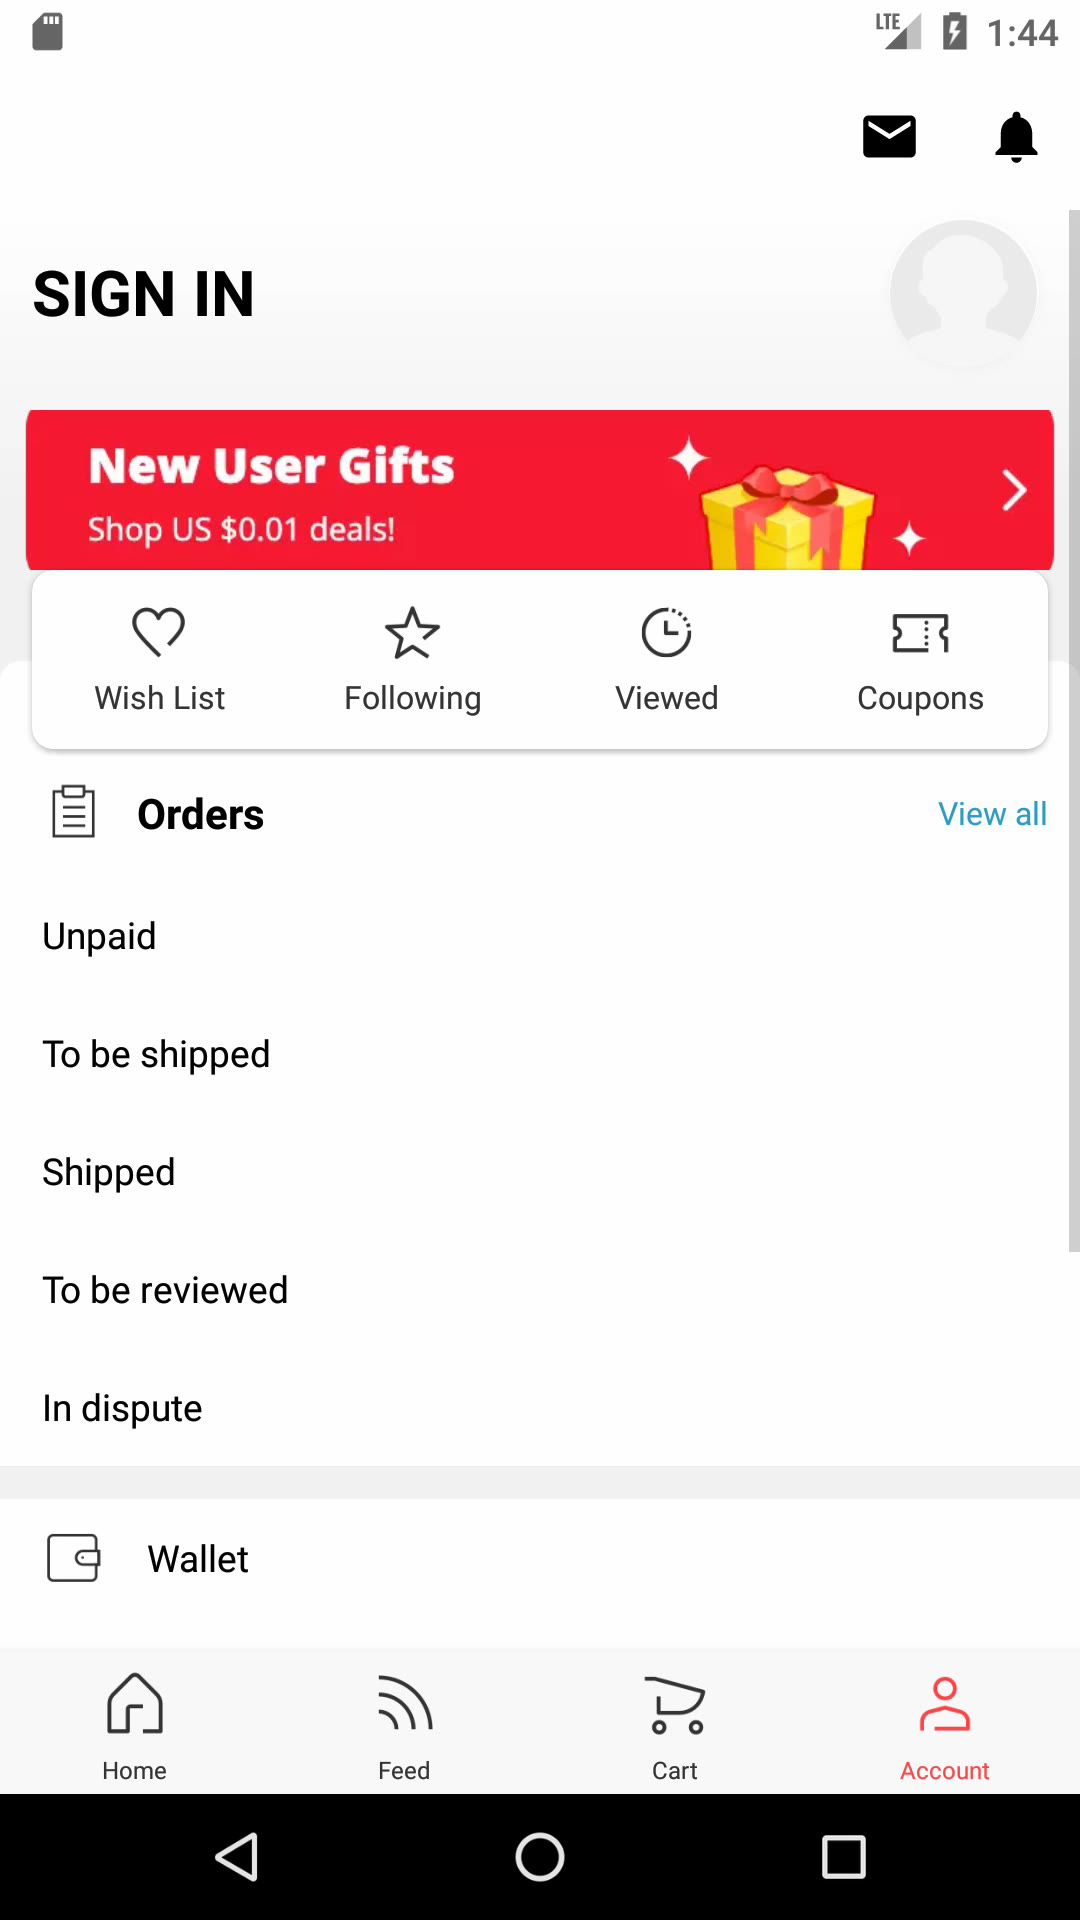 LTE 1:44
SIGN IN
New User Gifts
Shop US $0.01 deals!
Wish List Following Viewed Coupons
Orders View all
Unpaid
To be shipped
Shipped
To be reviewed
In dispute
Wallet
Home Feed Cart Account